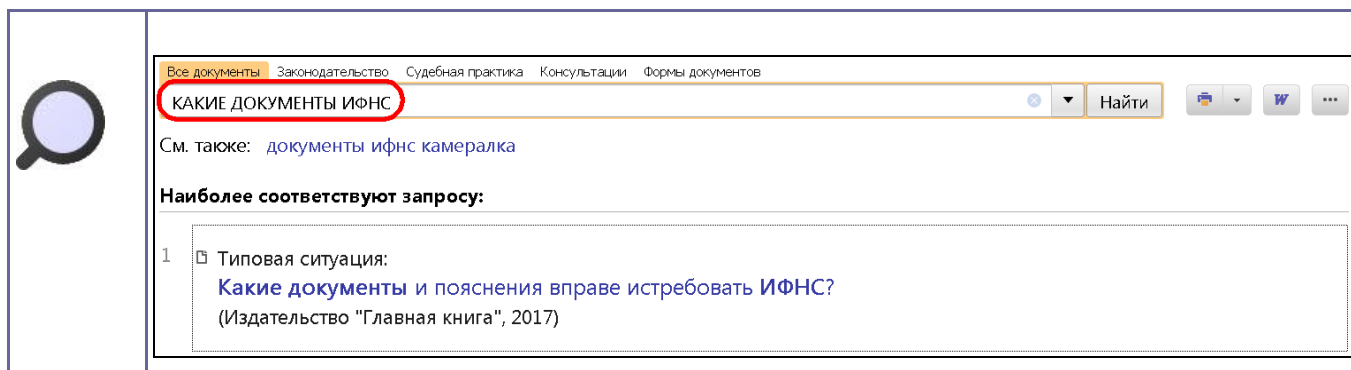 Все документы Законодательство Судебная практика Консультации Формы документов
КАКИЕ ДОКУМЕНТЫ ИФНС Найти W ...
См. также: документы ифнс камералка
Наиболее соответствуют запросу:
1 Типовая ситуация:
Какие документы и пояснения вправе истребовать ИФНС?
(Издательство "Главная книга", 2017)